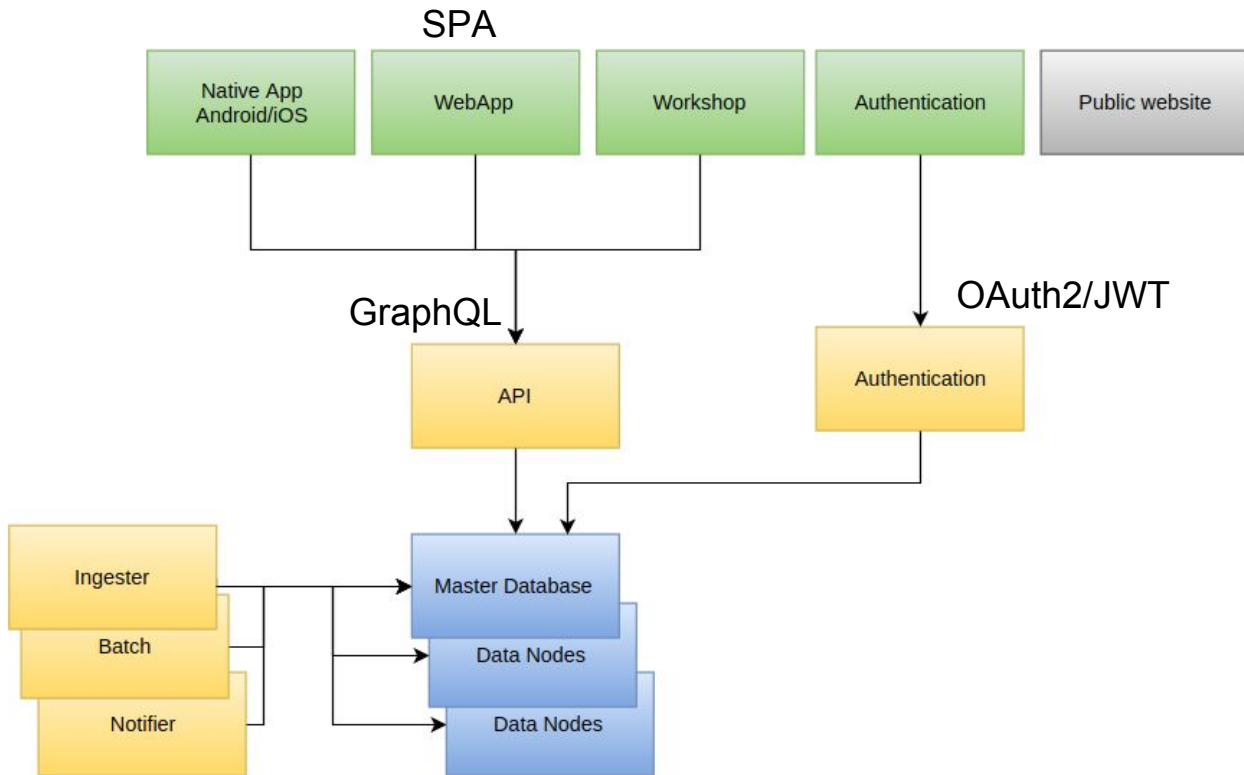 SPA
Native App
Android/iOS
WebApp
Workshop
Authentication
Public website
GraphQL
OAuth2/JWT
API
Authentication
Ingester
Master Database
Batch
Data Nodes
Notifier
Data Nodes